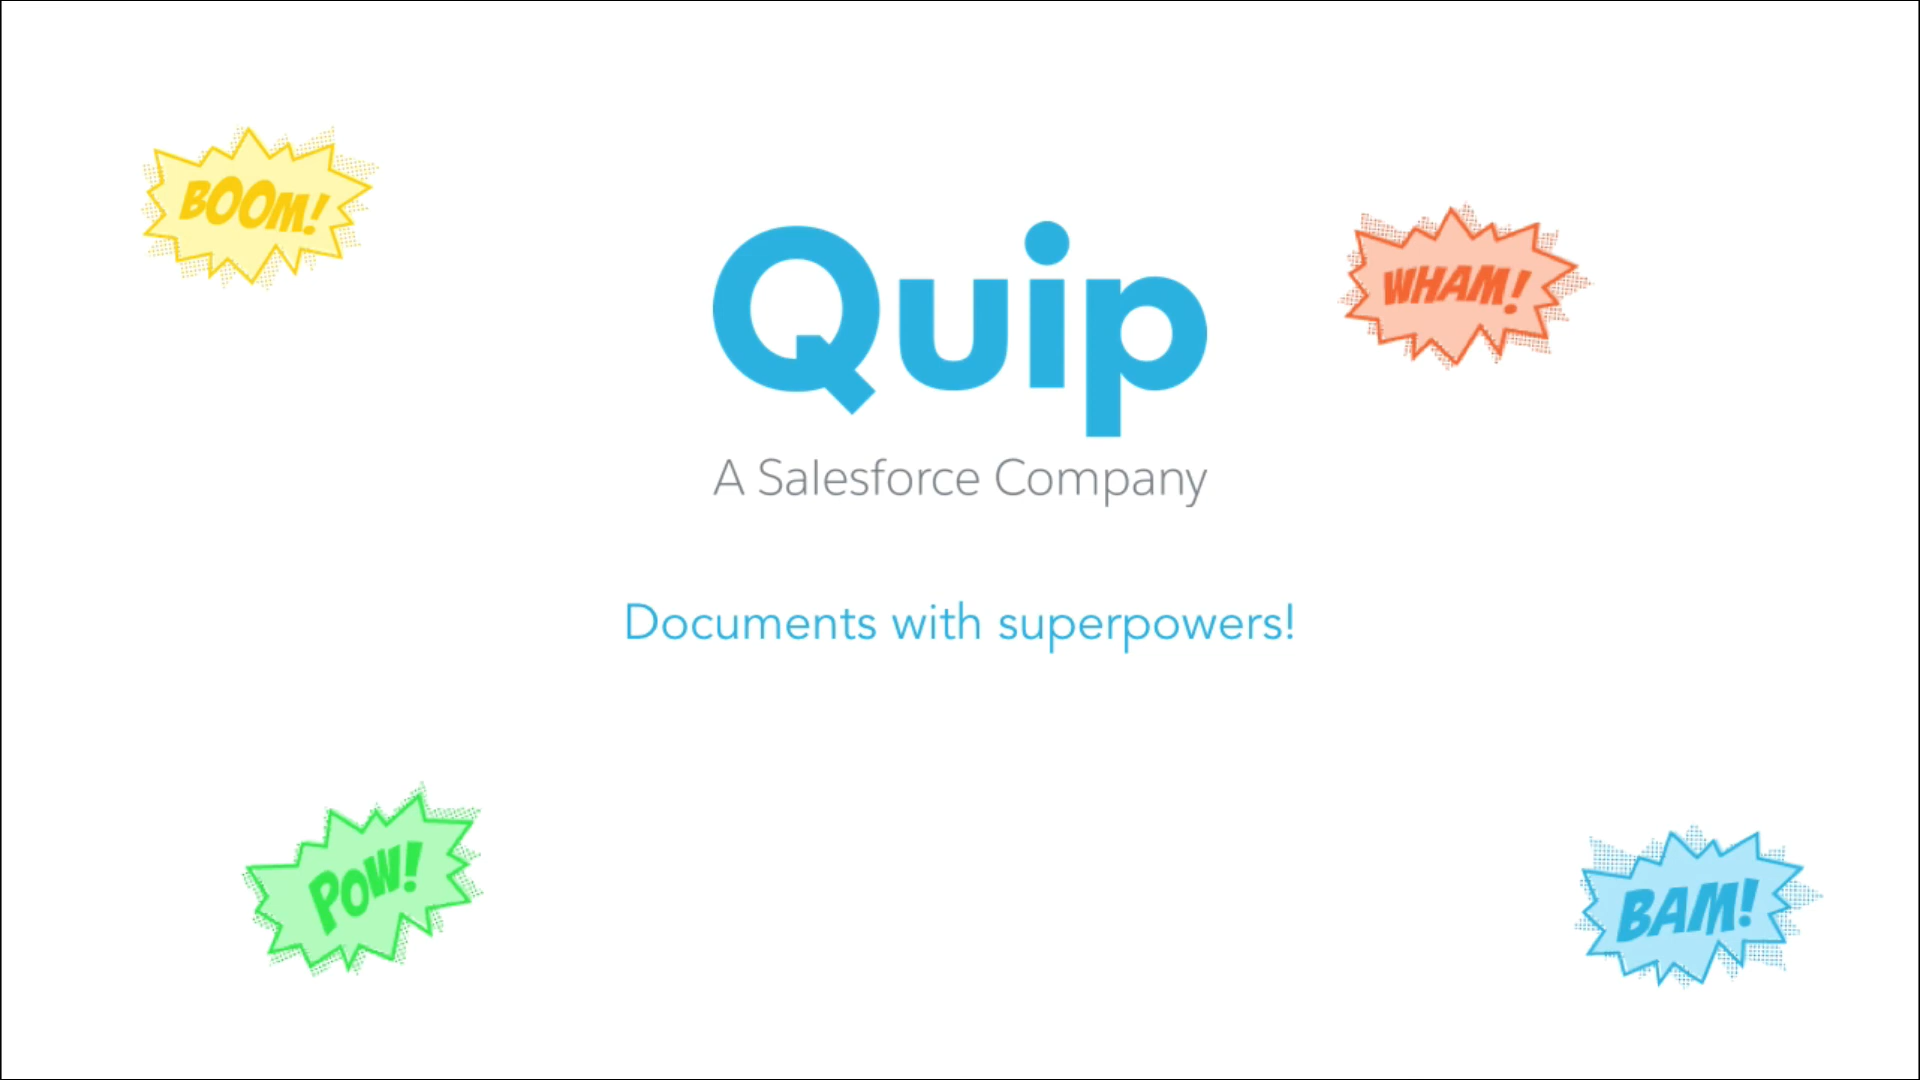 BOOM!
WHAM!
Quip
A Salesforce Company
Documents with superpowers!
POW!
BAM!